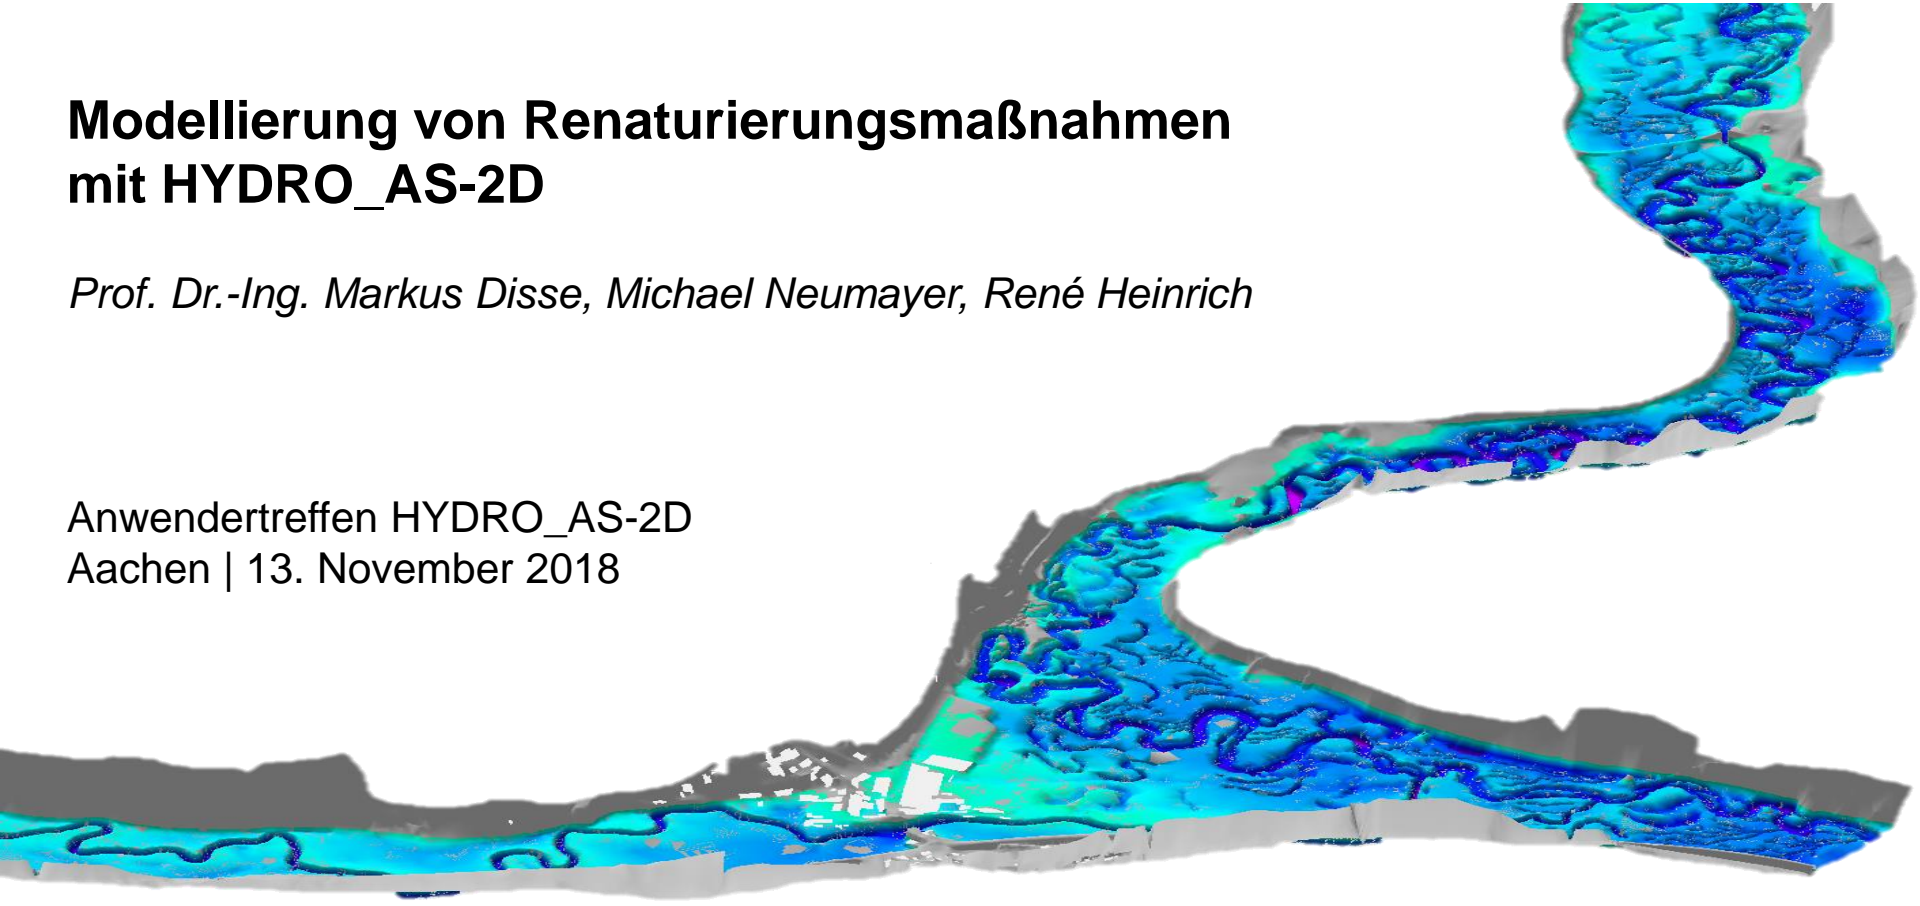 Modellierung von Renaturierungsmaßnahmen
mit HYDRO_AS-2D
Prof. Dr.-Ing. Markus Disse, Michael Neumayer, René Heinrich
Anwendertreffen HYDRO_AS-2D
Aachen | 13. November 2018